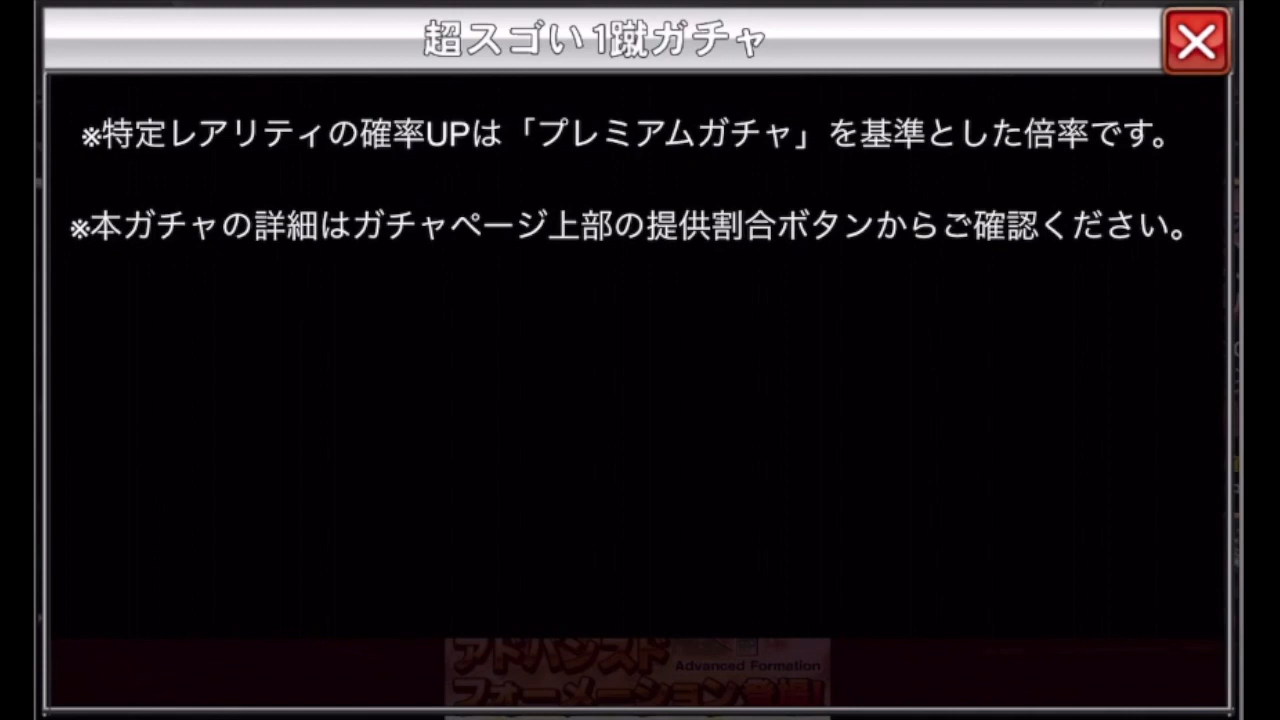 超スゴい1蹴ガチャ
※特定レアリティの確率UPは「プレミアムガチャ」を基準とした倍率です。
※本ガチャの詳細はガチャページ上部の提供割合ボタンからご確認ください。
アドバンスド
Advanced Formation
フォーメーション登場!